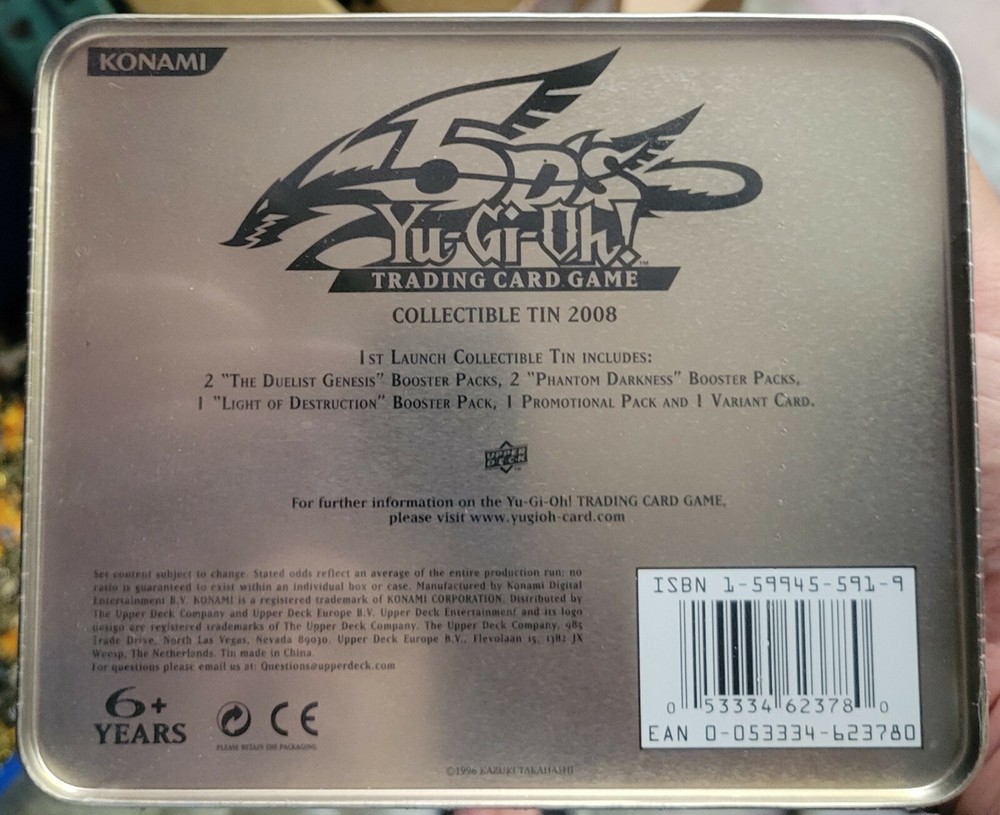 KONAMI
5D's
Yu-Gi-Oh!™
TRADING CARD GAME
COLLECTIBLE TIN 2008
1ST LAUNCH COLLECTIBLE TIN INCLUDES:
2 "THE DUELIST GENESIS" BOOSTER PACKS, 2 "PHANTOM DARKNESS" BOOSTER PACKS,
1 "LIGHT OF DESTRUCTION" BOOSTER PACK, 1 PROMOTIONAL PACK AND 1 VARIANT CARD.
UPPER
DECK
For further information on the Yu-Gi-Oh! TRADING CARD GAME,
please visit www.yugioh-card.com
Set content subject to change. Stated odds reflect an average of the entire production run; no
ratio is guaranteed to exist within an individual box or case. Manufactured by Konami Digital
Entertainment B.V. KONAMI is a registered trademark of KONAMI CORPORATION. Distributed by
The Upper Deck Company and Upper Deck Europe B.V. Upper Deck Entertainment and its logo
design are registered trademarks of The Upper Deck Company. The Upper Deck Company, 985
Trade Drive, North Las Vegas, Nevada 89030. Upper Deck Europe B.V., Flevolaan 15, 1382 JX
Weesp, The Netherlands. Tin made in China.
For questions please email us at: Questions@upperdeck.com
6+
YEARS
CE
PLEASE RETAIN THE PACKAGING
©1996 KAZUKI TAKAHASHI
ISBN 1-59945-591-9
0 53334 62378 0
EAN 0-053334-623780